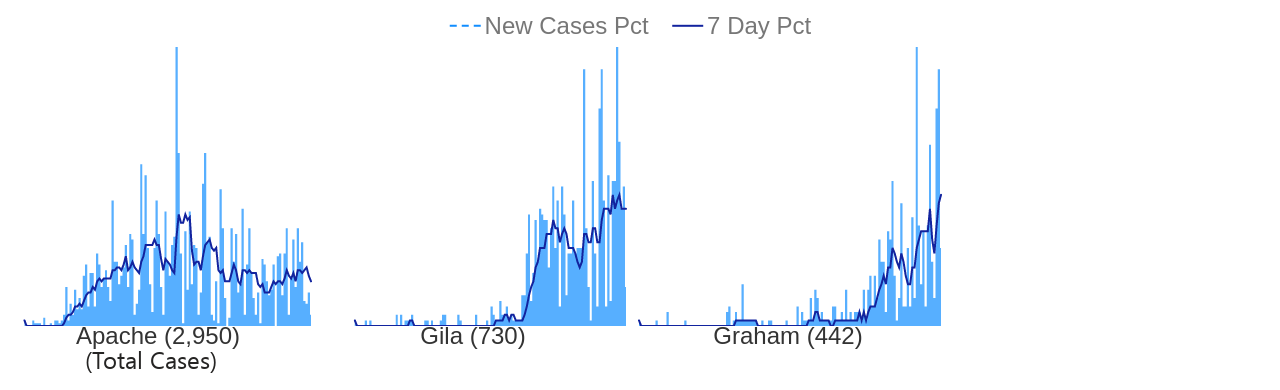 New Cases Pct 7 Day Pct
Apache (2,950) Gila (730) Graham (442)
(Total Cases)